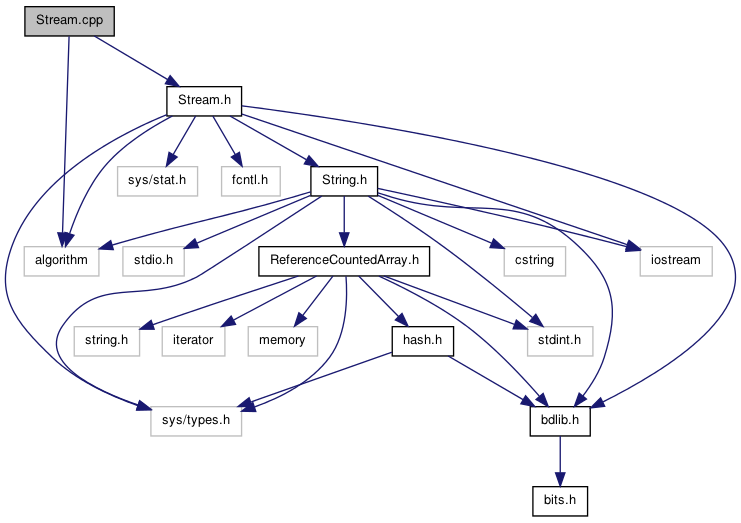 Stream.cpp
Stream.h
sys/stat.h
fcntl.h
String.h
algorithm
stdio.h
ReferenceCountedArray.h
cstring
iostream
string.h
iterator
memory
hash.h
stdint.h
sys/types.h
bdlib.h
bits.h